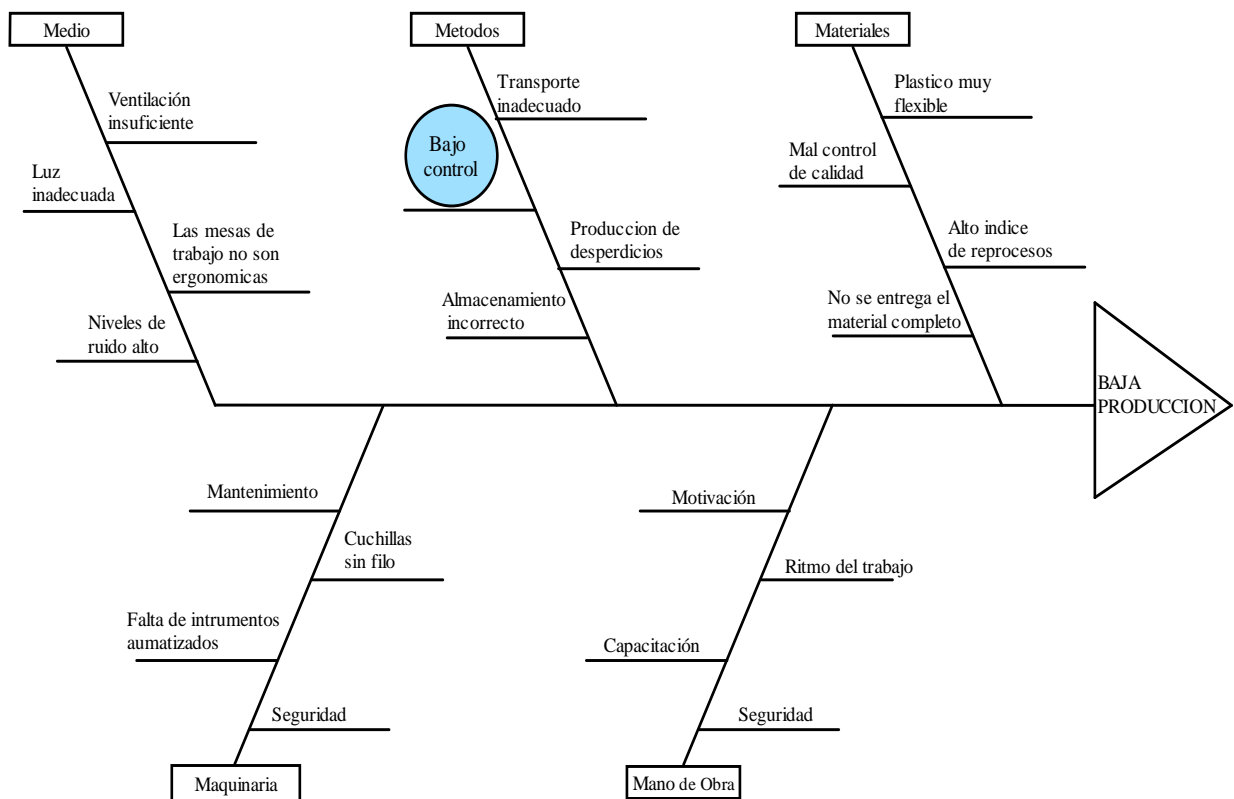 Medio
Metodos
Materiales
Ventilación
insuficiente
Luz
inadecuada
Las mesas de
trabajo no son
ergonomicas
Niveles de
ruido alto
Transporte
inadecuado
Bajo
control
Produccion de
desperdicios
Almacenamiento
incorrecto
Plastico muy
flexible
Mal control
de calidad
Alto indice
de reprocesos
No se entrega el
material completo
BAJA
PRODUCCION
Mantenimiento
Cuchillas
sin filo
Falta de intrumentos
aumatizados
Seguridad
Maquinaria
Motivación
Ritmo del trabajo
Capacitación
Seguridad
Mano de Obra